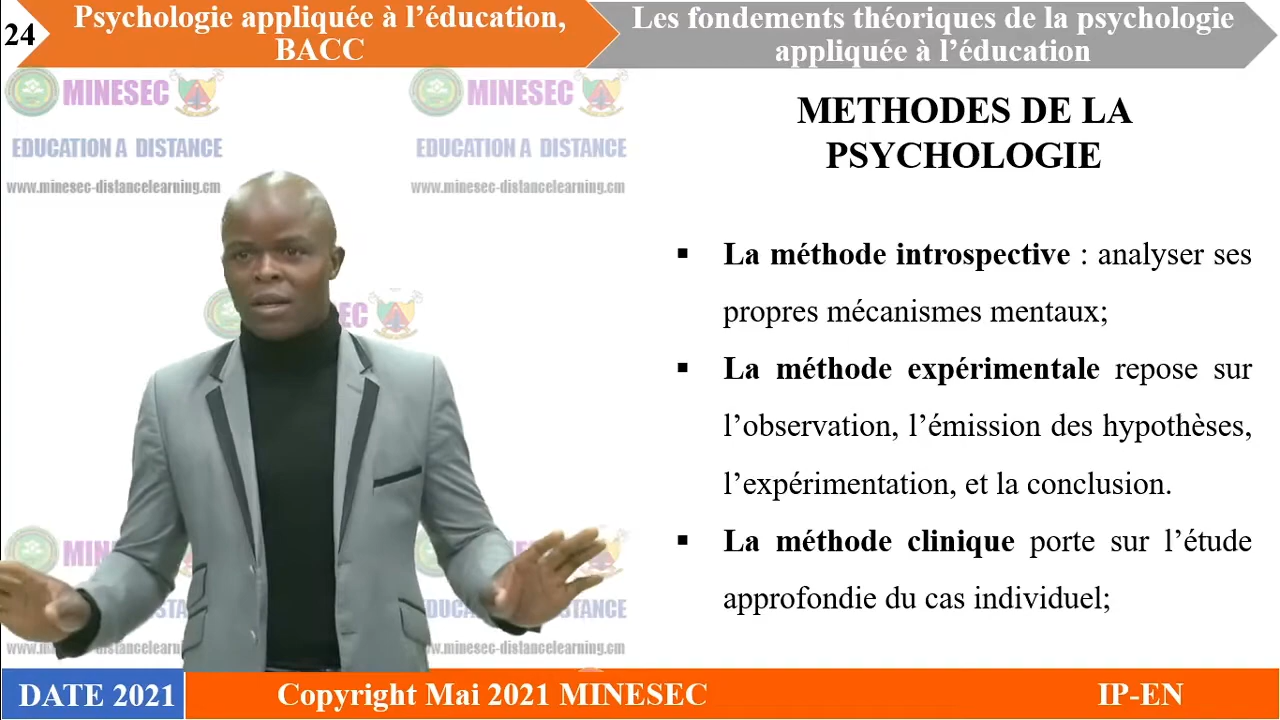 24
Psychologie appliquée à l’éducation,
BACC
Les fondements théoriques de la psychologie
appliquée à l’éducation
MINESEC
EDUCATION A DISTANCE
www.minesec-distancelearning.cm
MINESEC
EDUCATION A DISTANCE
www.minesec-distancelearning.cm
METHODES DE LA
PSYCHOLOGIE
▪ La méthode introspective : analyser ses
propres mécanismes mentaux;
▪ La méthode expérimentale repose sur
l’observation, l’émission des hypothèses,
l’expérimentation, et la conclusion.
▪ La méthode clinique porte sur l’étude
approfondie du cas individuel;
DATE 2021
Copyright Mai 2021 MINESEC
IP-EN